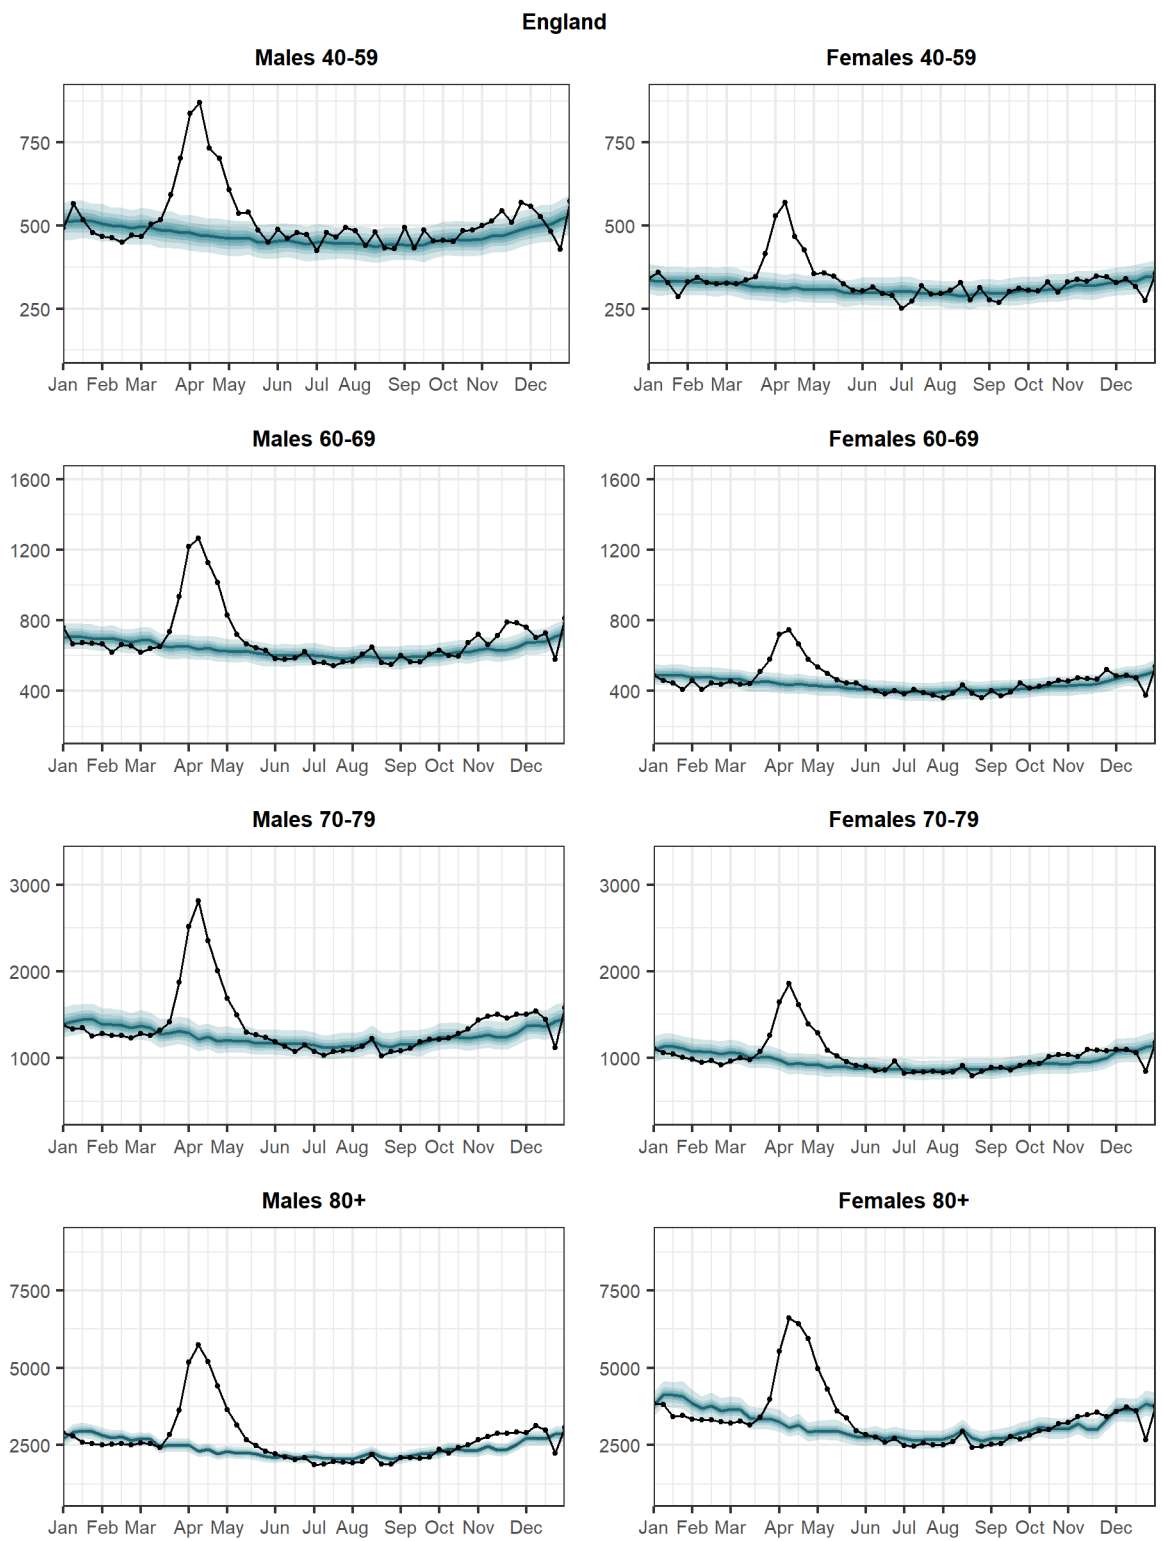 England
Males 40-59
Females 40-59
750
500
250
Jan Feb Mar Apr May Jun Jul Aug Sep Oct Nov Dec
750
500
250
Jan Feb Mar Apr May Jun Jul Aug Sep Oct Nov Dec
Males 60-69
Females 60-69
1600
1200
800
400
Jan Feb Mar Apr May Jun Jul Aug Sep Oct Nov Dec
1600
1200
800
400
Jan Feb Mar Apr May Jun Jul Aug Sep Oct Nov Dec
Males 70-79
Females 70-79
3000
2000
1000
Jan Feb Mar Apr May Jun Jul Aug Sep Oct Nov Dec
3000
2000
1000
Jan Feb Mar Apr May Jun Jul Aug Sep Oct Nov Dec
Males 80+
Females 80+
7500
5000
2500
Jan Feb Mar Apr May Jun Jul Aug Sep Oct Nov Dec
7500
5000
2500
Jan Feb Mar Apr May Jun Jul Aug Sep Oct Nov Dec